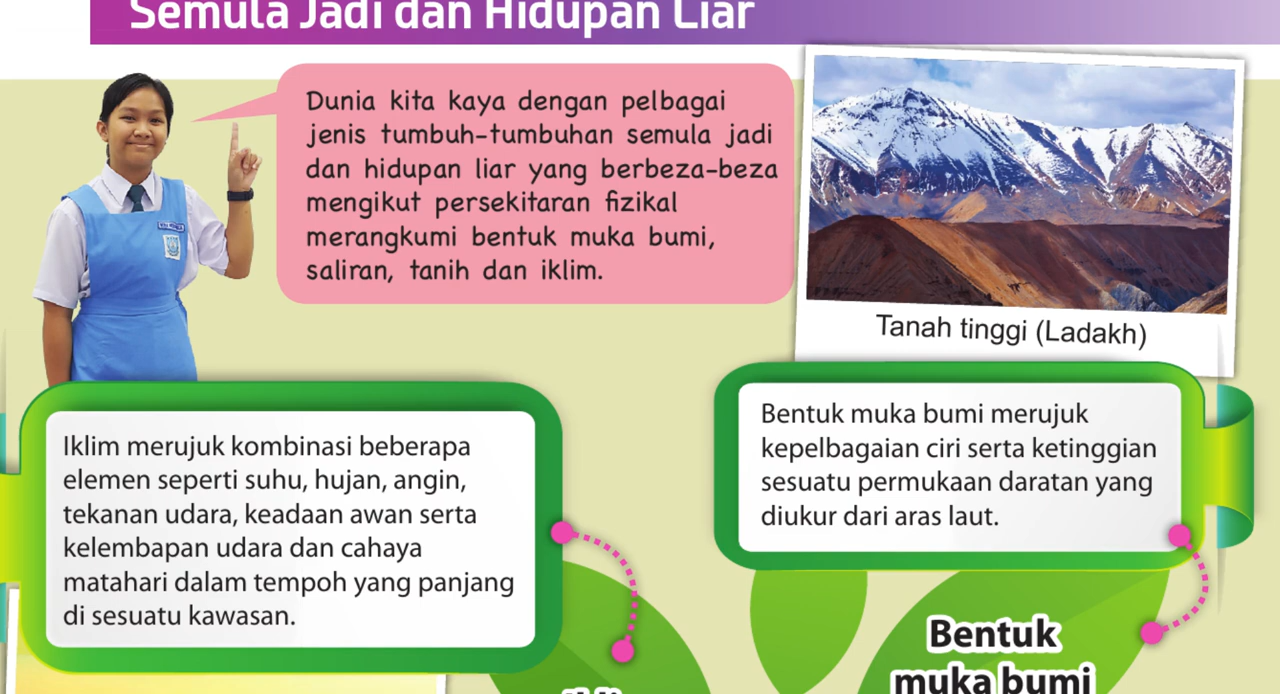 Semula Jadi dan Hidupan Liar
Dunia kita kaya dengan pelbagai
jenis tumbuh-tumbuhan semula jadi
dan hidupan liar yang berbeza-beza
mengikut persekitaran fizikal
merangkumi bentuk muka bumi,
saliran, tanih dan iklim.
Tanah tinggi (Ladakh)
Iklim merujuk kombinasi beberapa
elemen seperti suhu, hujan, angin,
tekanan udara, keadaan awan serta
kelembapan udara dan cahaya
matahari dalam tempoh yang panjang
di sesuatu kawasan.
Bentuk muka bumi merujuk
kepelbagaian ciri serta ketinggian
sesuatu permukaan daratan yang
diukur dari aras laut.
Bentuk
muka bumi